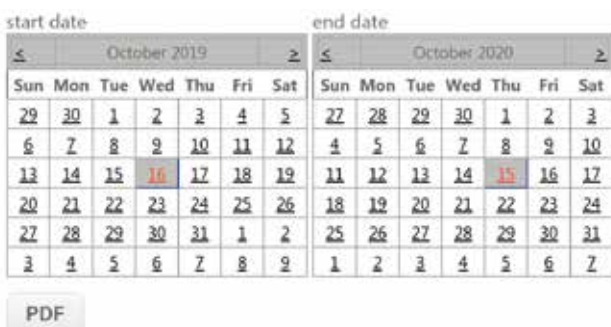 start date end date
< October 2019 > < October 2020 >
Sun Mon Tue Wed Thu Fri Sat Sun Mon Tue Wed Thu Fri Sat
29 30 1 2 3 4 5 27 28 29 30 1 2 3
6 7 8 9 10 11 12 4 5 6 7 8 9 10
13 14 15 16 17 18 19 11 12 13 14 15 16 17
20 21 22 23 24 25 26 18 19 20 21 22 23 24
27 28 29 30 31 1 2 25 26 27 28 29 30 31
3 4 5 6 7 8 9 1 2 3 4 5 6 7
PDF